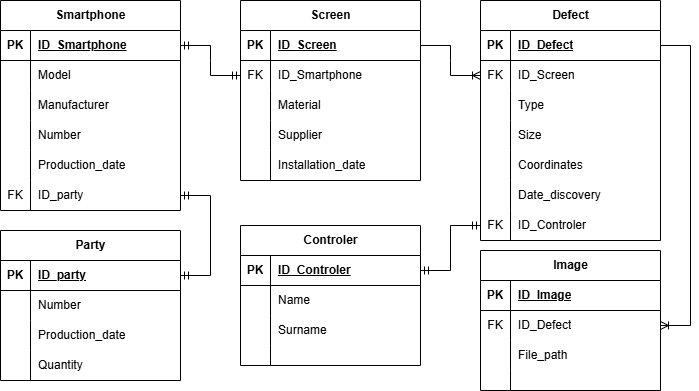 Smartphone
PK ID_Smartphone
Model
Manufacturer
Number
Production_date
FK ID_party
Screen
PK ID_Screen
FK ID_Smartphone
Material
Supplier
Installation_date
Defect
PK ID_Defect
FK ID_Screen
Type
Size
Coordinates
Date_discovery
FK ID_Controler
Party
PK ID_party
Number
Production_date
Quantity
Controler
PK ID_Controler
Name
Surname
Image
PK ID_Image
FK ID_Defect
File_path